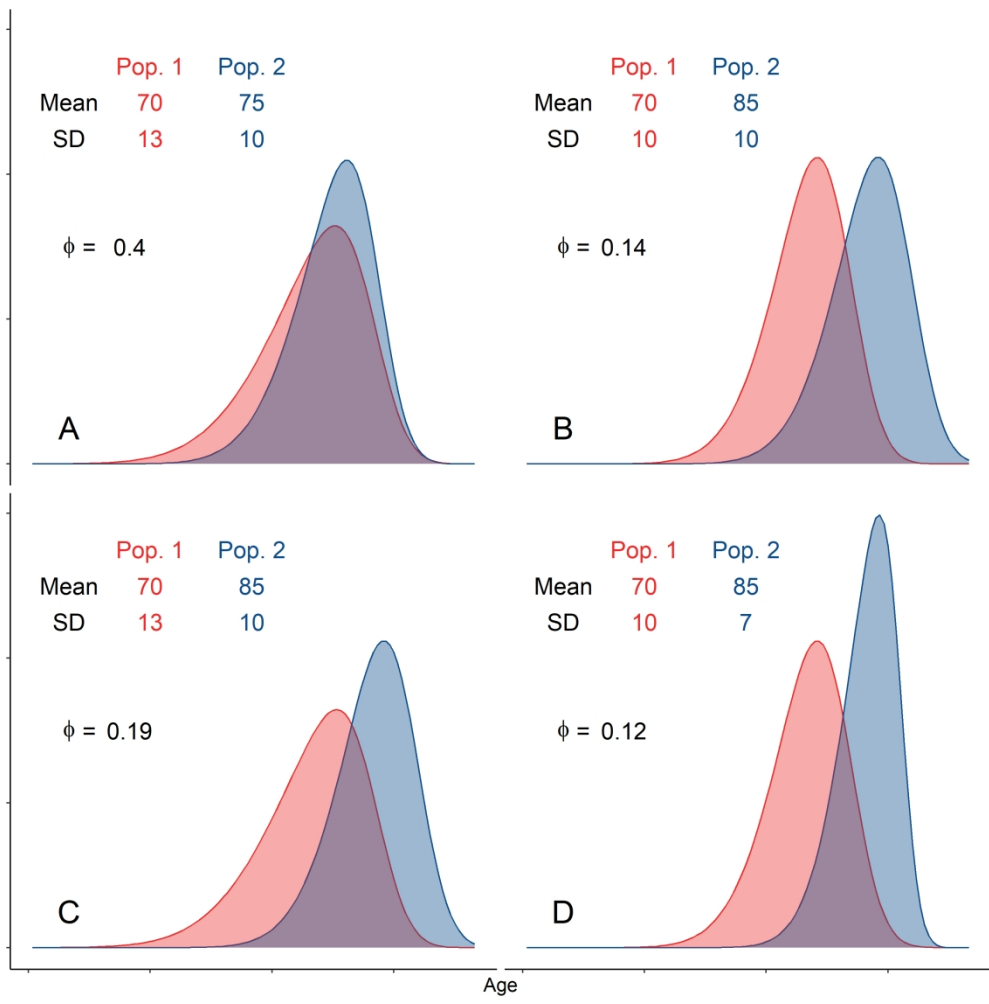 Pop. 1 Pop. 2
Mean 70 75
SD 13 10
ϕ = 0.4
A
Pop. 1 Pop. 2
Mean 70 85
SD 10 10
ϕ = 0.14
B
Pop. 1 Pop. 2
Mean 70 85
SD 13 10
ϕ = 0.19
C
Pop. 1 Pop. 2
Mean 70 85
SD 10 7
ϕ = 0.12
D
Age